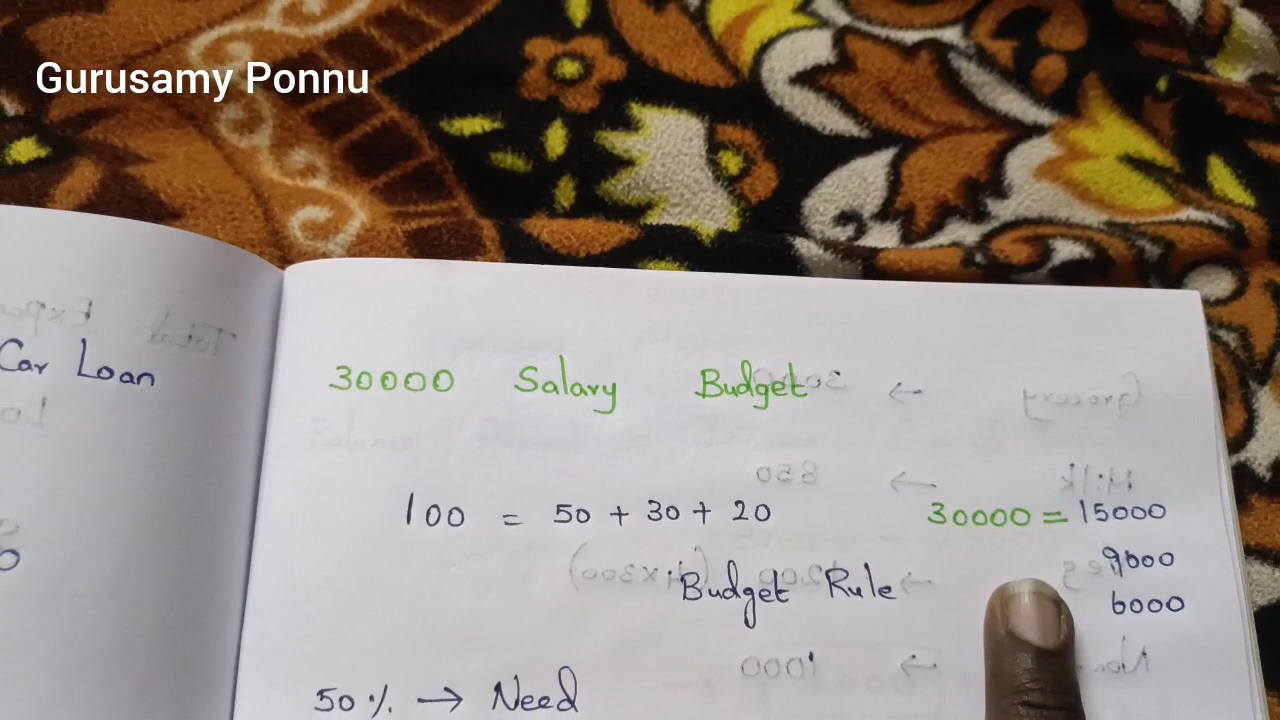 Gurusamy Ponnu
Car Loan
30000 Salary Budget
100 = 50 + 30 + 20
30000 = 15000
9000
6000
Budget Rule
50% → Need